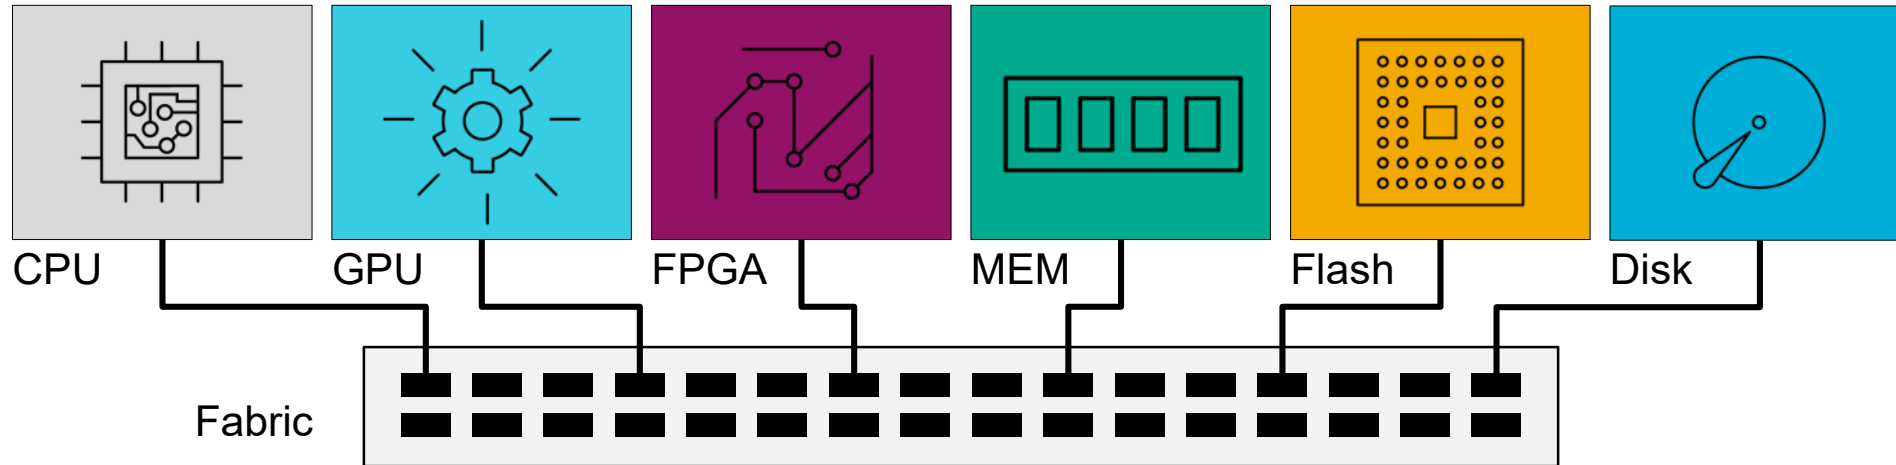 CPU
GPU
FPGA
MEM
Flash
Disk
Fabric